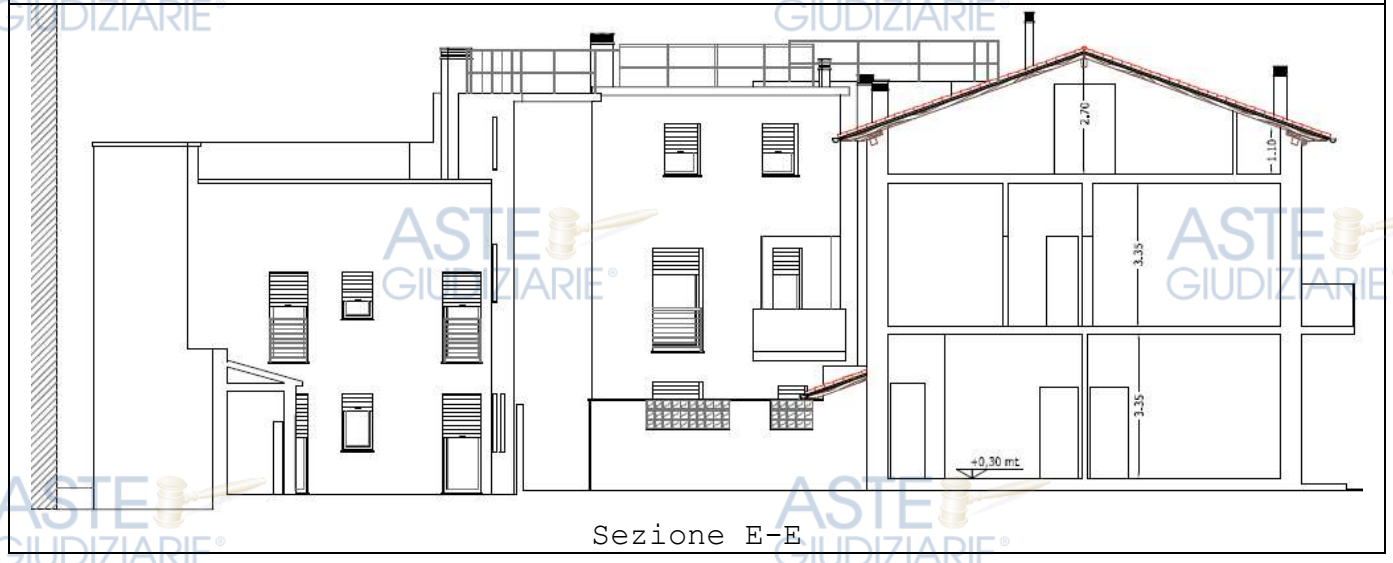 GIUDIZIARIE®
GIUDIZIARIE
2.70
1.10
ASTE
GIUDIZIARIE®
3.35
ASTE
GIUDIZIARIE
3.35
+0,30 mt.
ASTE
GIUDIZIARIE®
ASTE
GIUDIZIARIE®
Sezione E-E